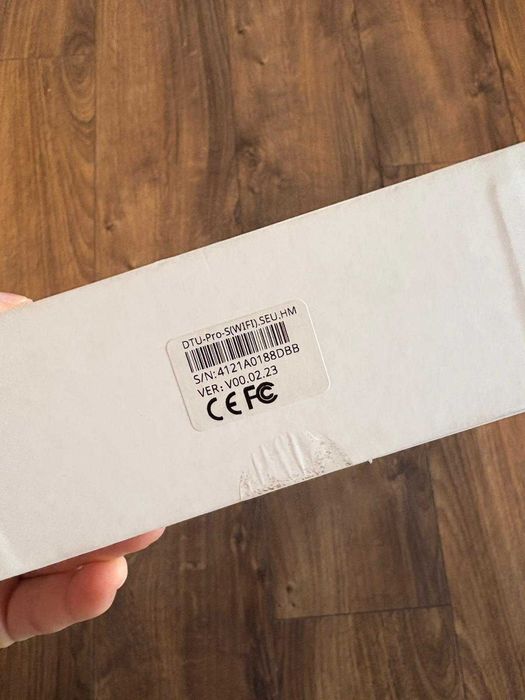 DTU-Pro-S(WIFI).SEU.HM
S/N:4121A0188DBB
VER: V00.02.23
CE FC